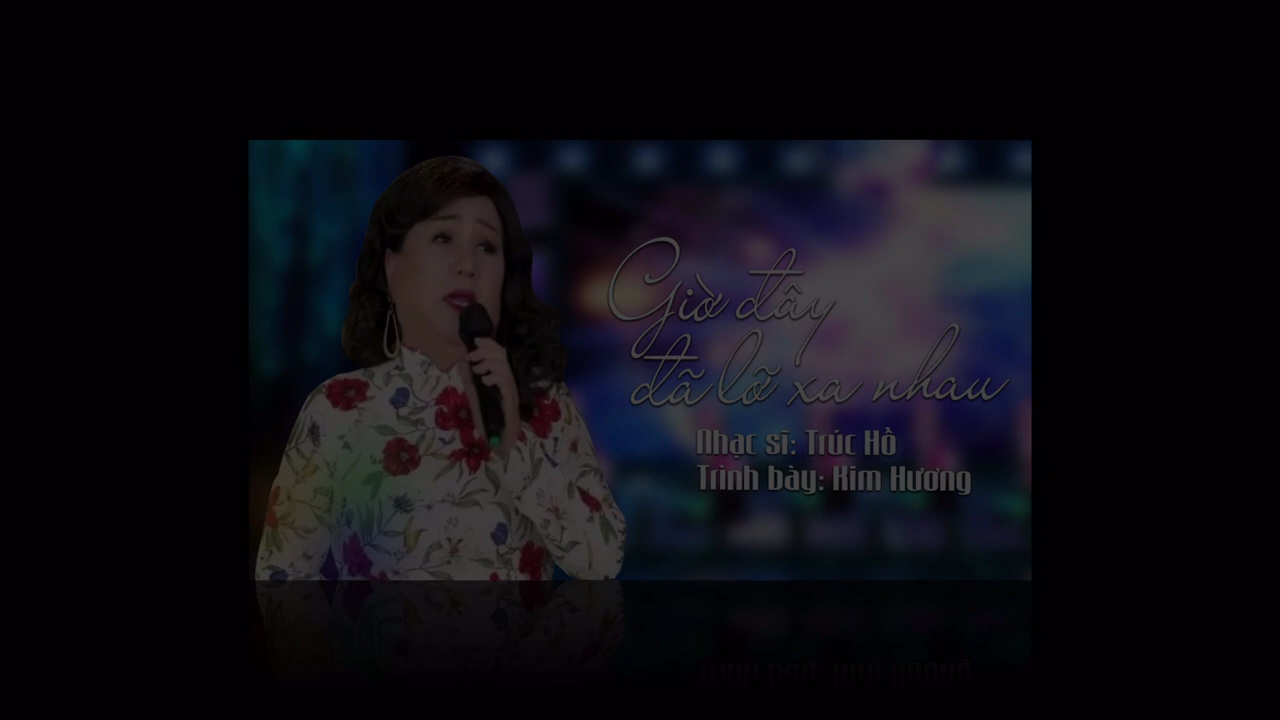 Giờ đây
đã lỡ xa nhau
Nhạc sĩ: Trúc Hồ
Trình bày: Kim Hương